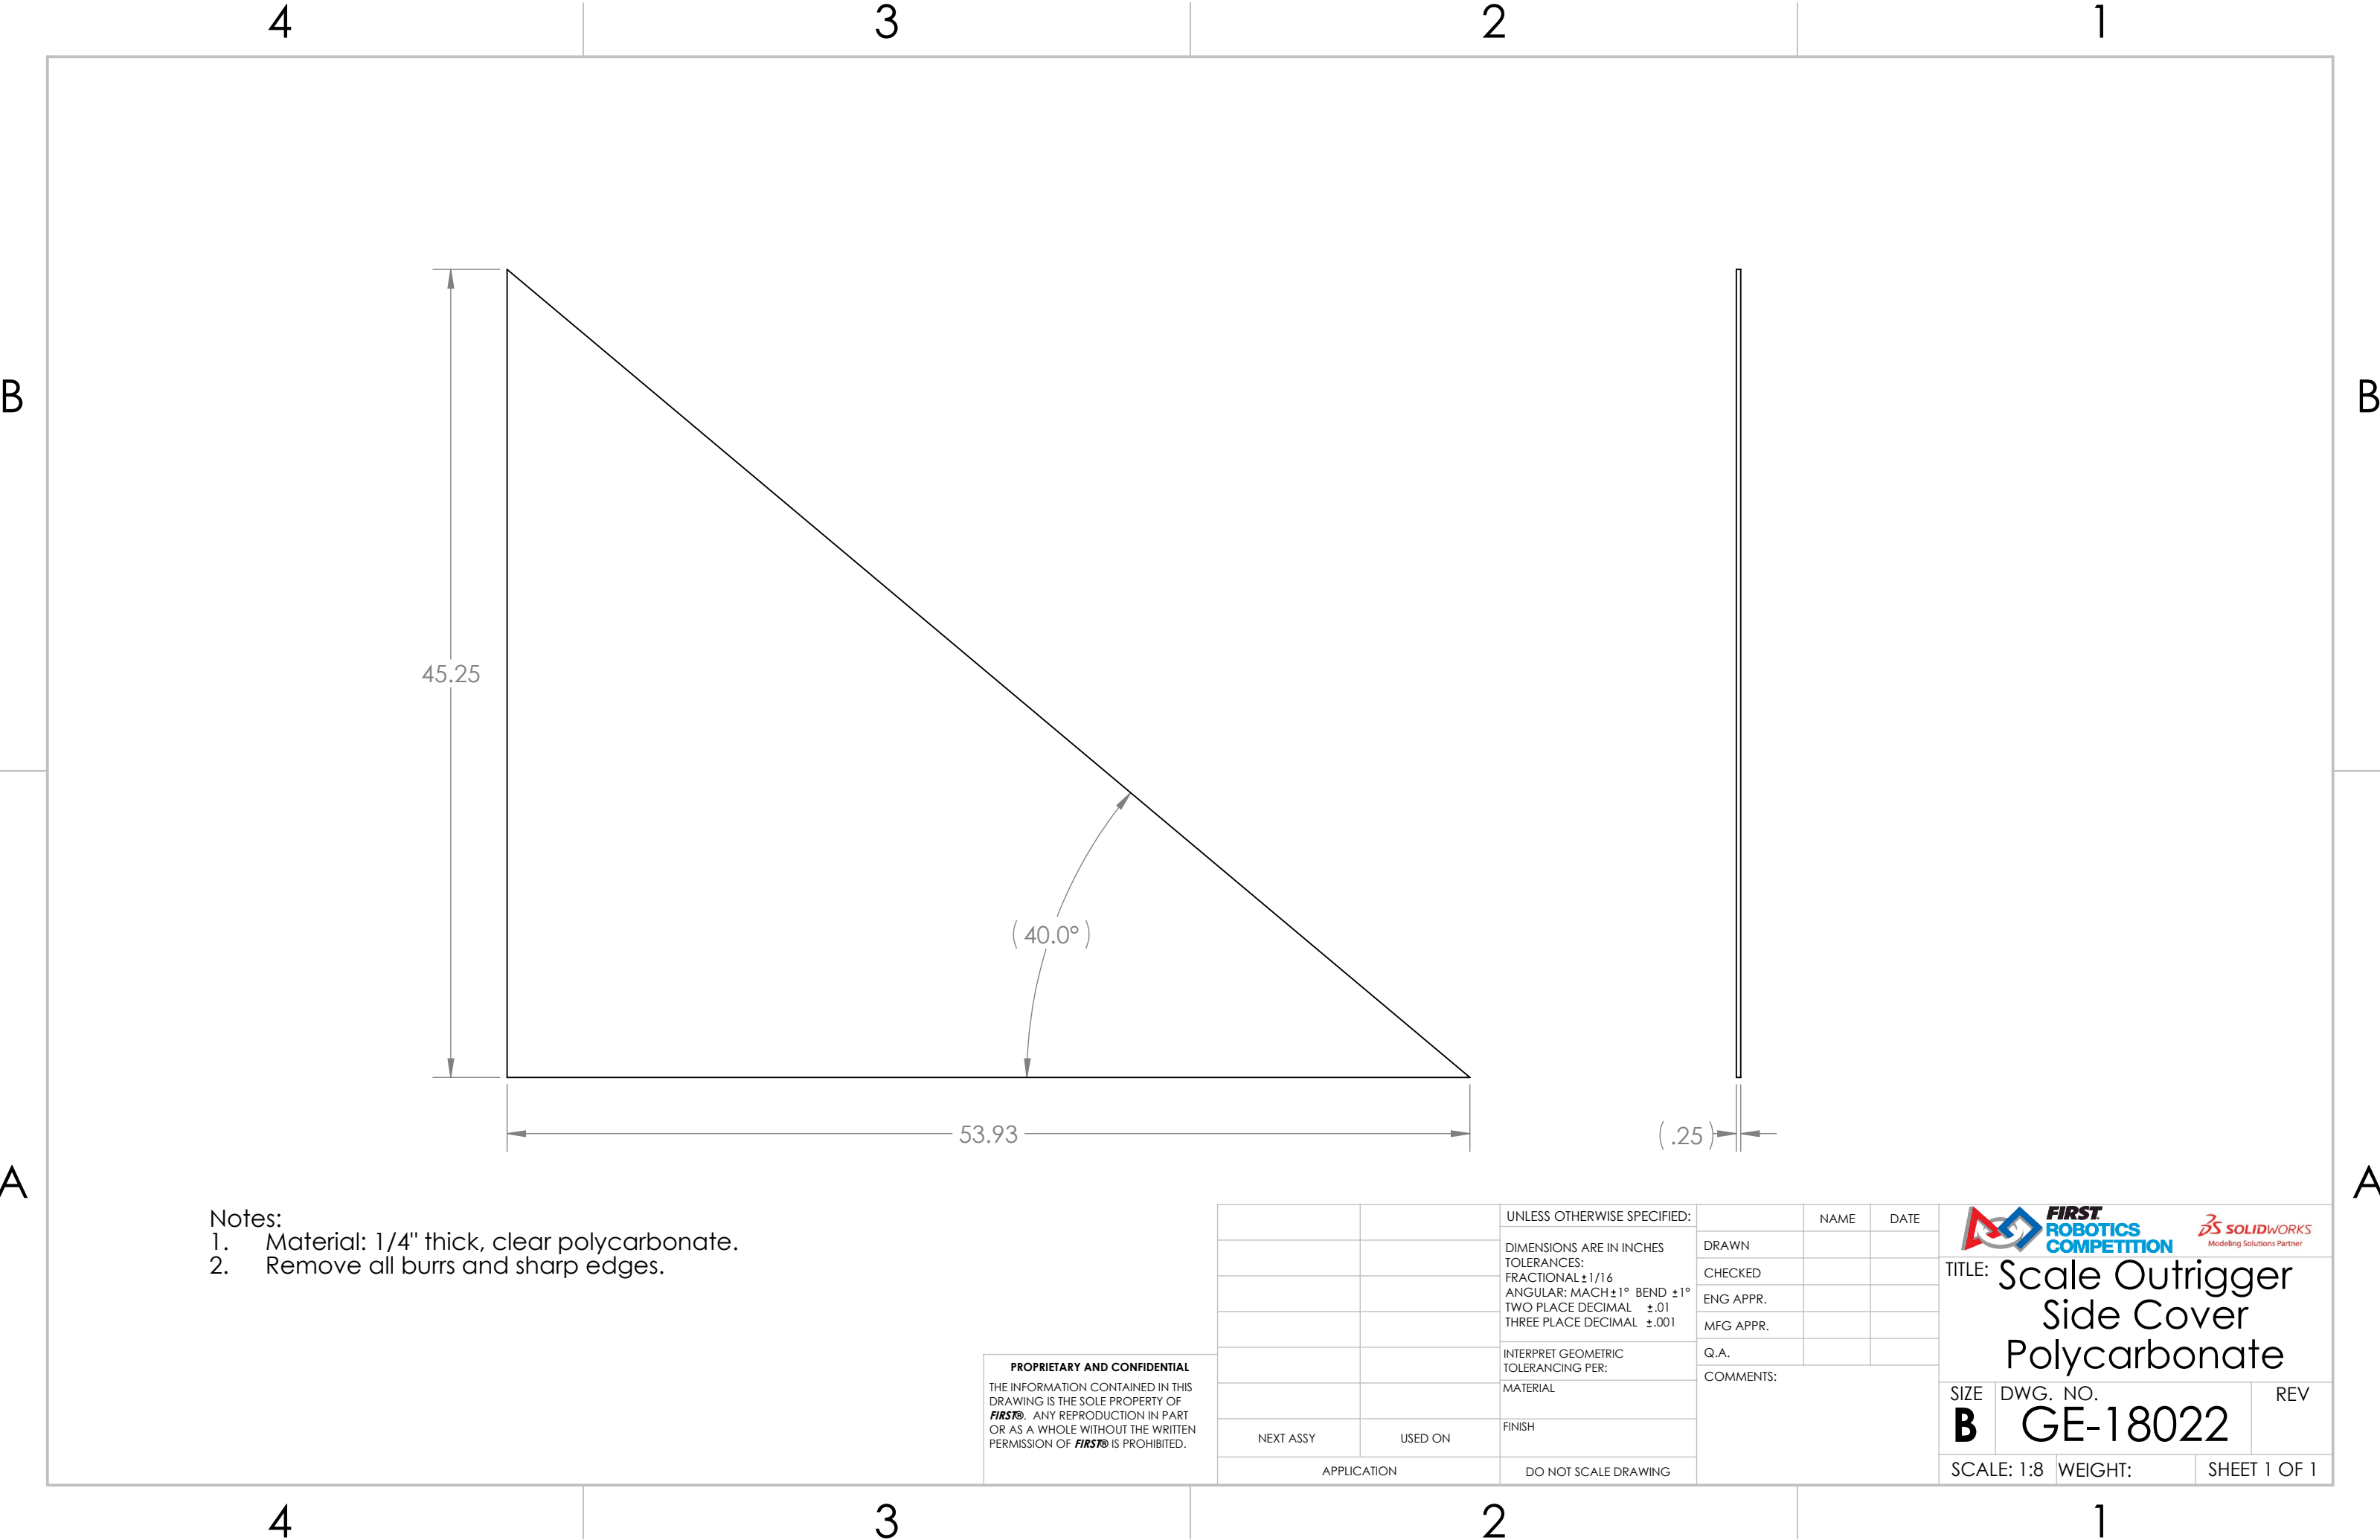 4 3 2 1
B B
45.25
( 40.0° )
53.93
( .25 )
A A
Notes:
1. Material: 1/4" thick, clear polycarbonate.
2. Remove all burrs and sharp edges.
PROPRIETARY AND CONFIDENTIAL
THE INFORMATION CONTAINED IN THIS
DRAWING IS THE SOLE PROPERTY OF
FIRST®. ANY REPRODUCTION IN PART
OR AS A WHOLE WITHOUT THE WRITTEN
PERMISSION OF FIRST® IS PROHIBITED.
NEXT ASSY USED ON
APPLICATION
UNLESS OTHERWISE SPECIFIED:
DIMENSIONS ARE IN INCHES
TOLERANCES:
FRACTIONAL ±1/16
ANGULAR: MACH ±1° BEND ±1°
TWO PLACE DECIMAL ±.01
THREE PLACE DECIMAL ±.001
INTERPRET GEOMETRIC
TOLERANCING PER:
MATERIAL
FINISH
DO NOT SCALE DRAWING
NAME DATE
DRAWN
CHECKED
ENG APPR.
MFG APPR.
Q.A.
COMMENTS:
FIRST®
ROBOTICS
COMPETITION
SOLIDWORKS
Modeling Solutions Partner
TITLE: Scale Outrigger
Side Cover
Polycarbonate
SIZE DWG. NO. REV
B GE-18022
SCALE: 1:8 WEIGHT: SHEET 1 OF 1
4 3 2 1